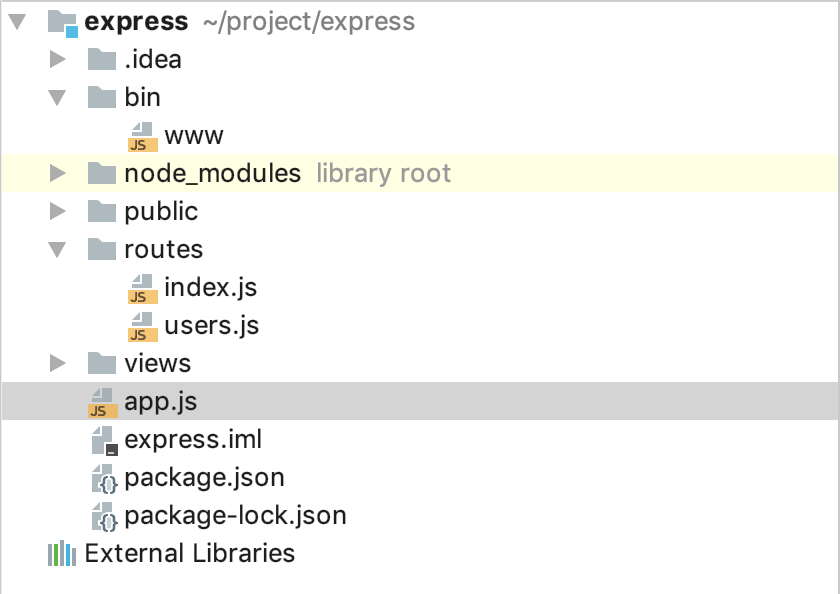 express ~/project/express
.idea
bin
JS www
node_modules library root
public
routes
JS index.js
JS users.js
views
JS app.js
express.iml
{} package.json
{} package-lock.json
External Libraries